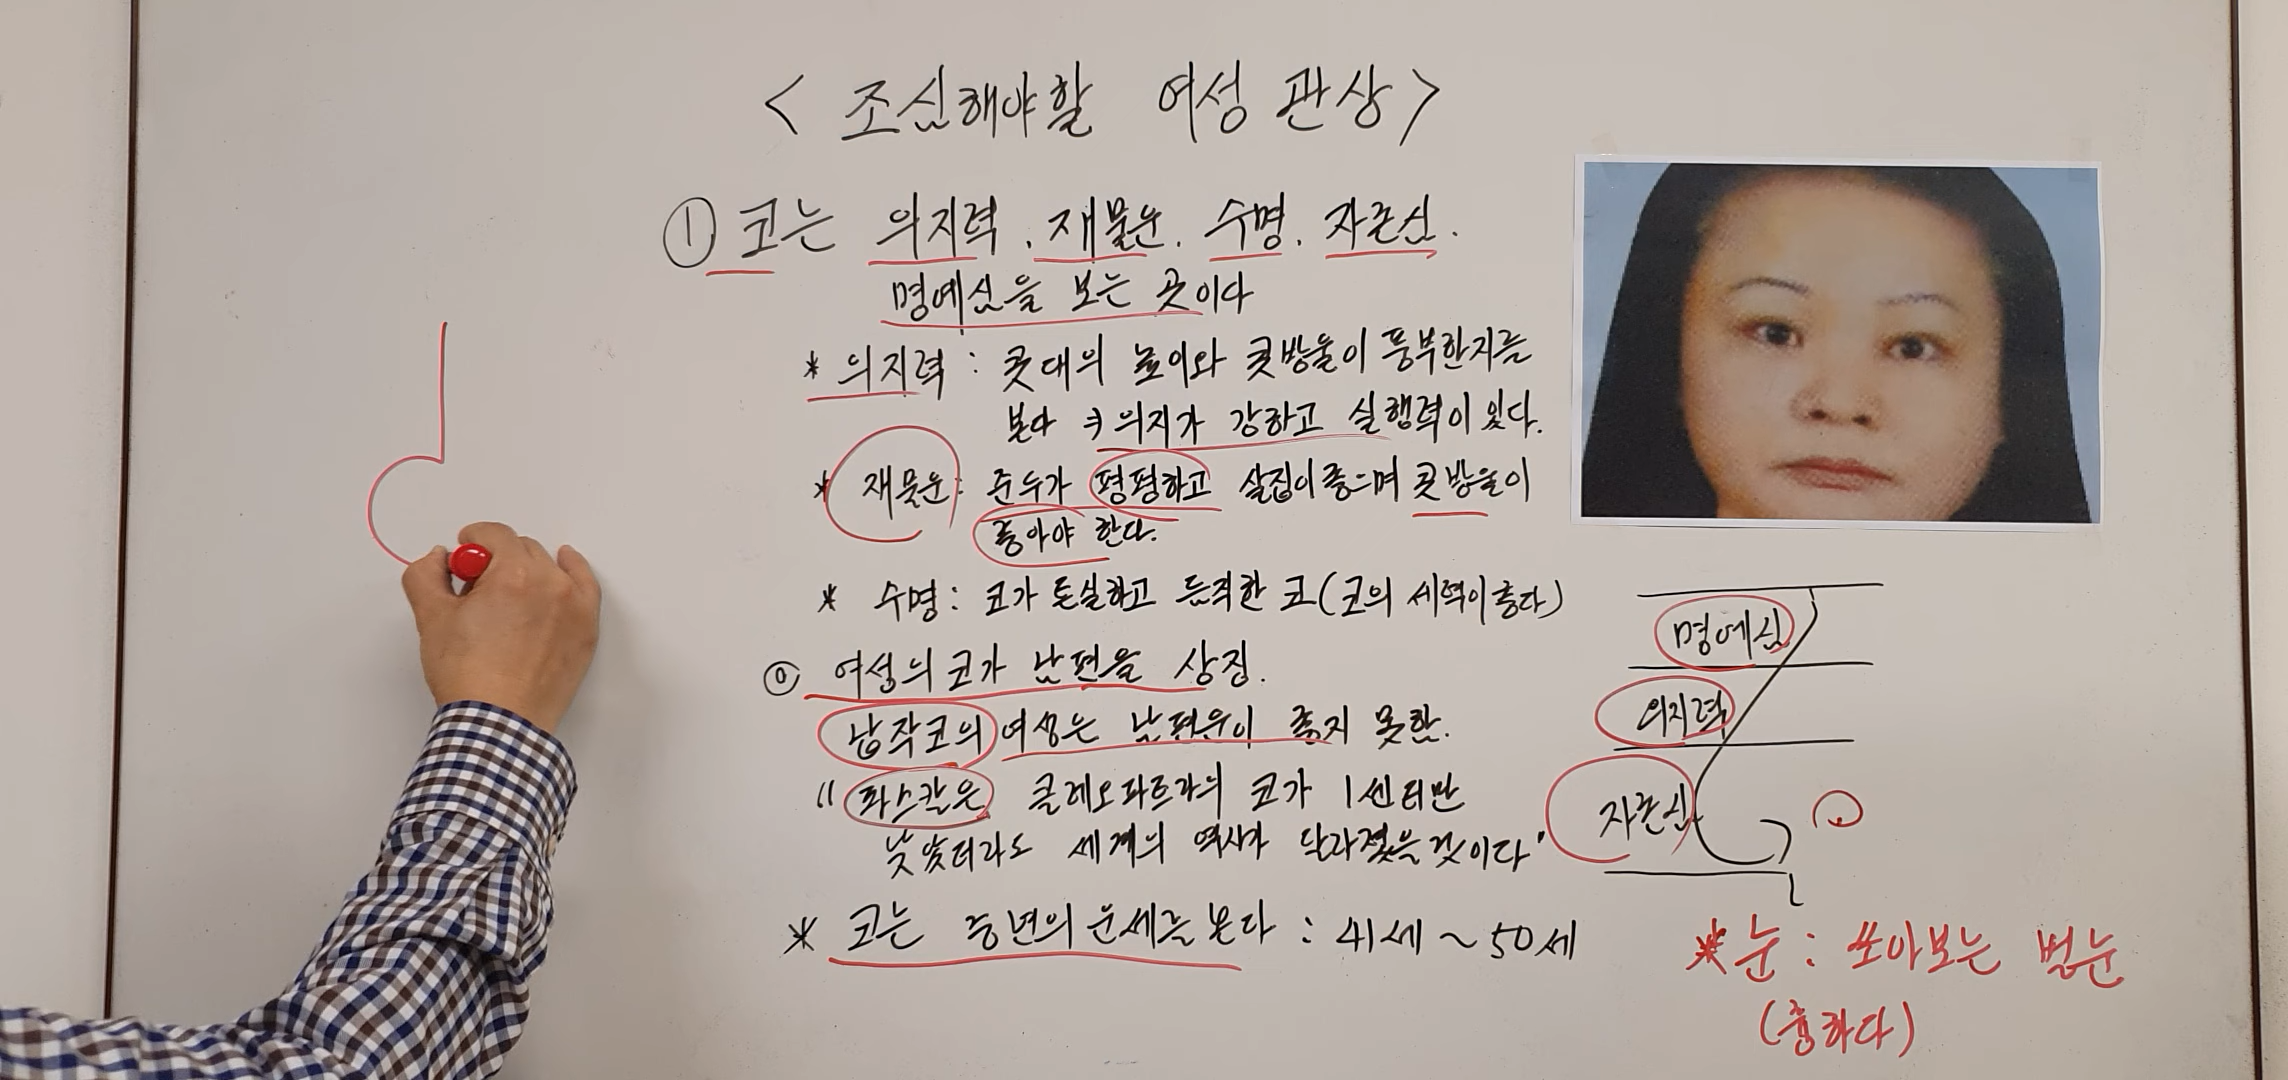 < 조심해야할 여성 관상 >
① 코는 의지력. 재물운. 수명. 자존심.
명예심을 보는 곳이다
* 의지력 : 콧대의 높이와 콧방울이 풍부한지를
본다 → 의지가 강하고 실행력이 있다.
* 재물운 : 준두가 평평하고 살집이 좋으며 콧방울이
좋아야 한다.
* 수명 : 코가 튼실하고 듬직한 코 (코의 세력이 좋다)
◎ 여성의 코가 남편을 상징.
납작코의 여성은 남편운이 좋지 못함.
" 파스칼은 클레오파트라의 코가 1센터만
낮았더라도 세계의 역사가 달라졌을것이다"
* 코는 중년의 운세를 본다 : 41세 ~ 50세
명예심
의지력
자존심
* 눈 : 쏘아보는 범눈
(흉하다)